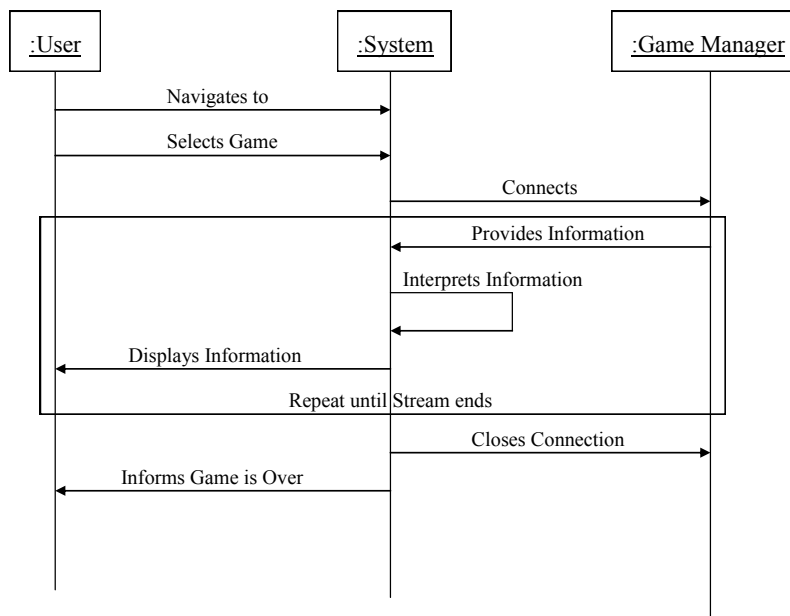 :User
:System
:Game Manager
Navigates to
Selects Game
Connects
Provides Information
Interprets Information
Displays Information
Repeat until Stream ends
Closes Connection
Informs Game is Over